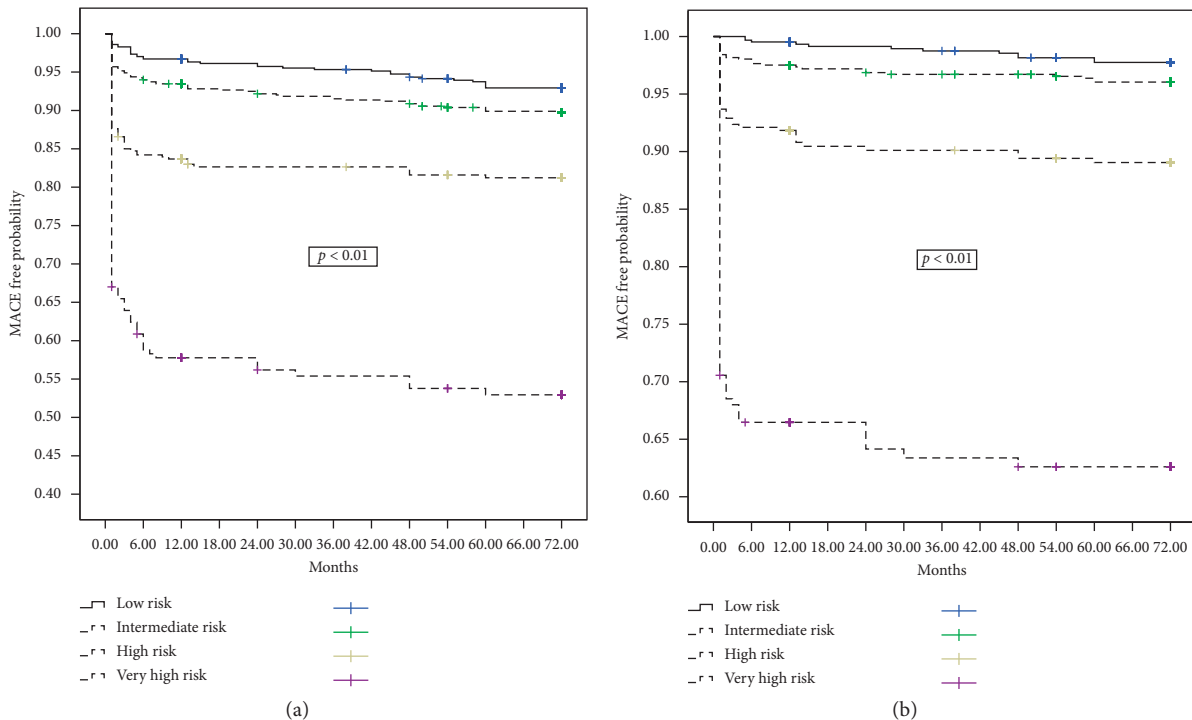 1.00
0.95
0.90
0.85
0.80
0.75
0.70
0.65
0.60
0.55
0.50
0.45
0.40
MACE free probability
p < 0.01
0.00 6.00 12.00 18.00 24.00 30.00 36.00 42.00 48.00 54.00 60.00 66.00 72.00
Months
Low risk
Intermediate risk
High risk
Very high risk
(a)
1.00
0.95
0.90
0.85
0.80
0.75
0.70
0.65
0.60
MACE free probability
p < 0.01
0.00 6.00 12.00 18.00 24.00 30.00 36.00 42.00 48.00 54.00 60.00 66.00 72.00
Months
Low risk
Intermediate risk
High risk
Very high risk
(b)